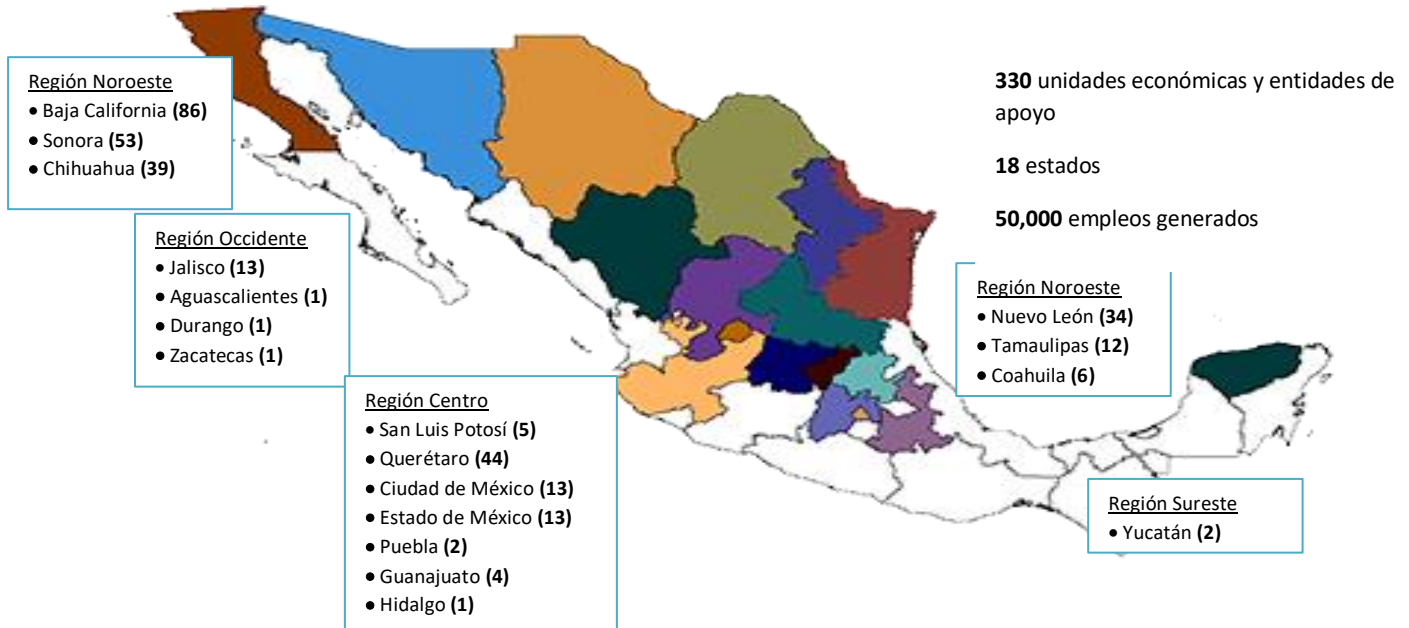 Región Noroeste
• Baja California (86)
• Sonora (53)
• Chihuahua (39)
Región Occidente
• Jalisco (13)
• Aguascalientes (1)
• Durango (1)
• Zacatecas (1)
Región Centro
• San Luis Potosí (5)
• Querétaro (44)
• Ciudad de México (13)
• Estado de México (13)
• Puebla (2)
• Guanajuato (4)
• Hidalgo (1)
330 unidades económicas y entidades de
apoyo
18 estados
50,000 empleos generados
Región Noroeste
• Nuevo León (34)
• Tamaulipas (12)
• Coahuila (6)
Región Sureste
• Yucatán (2)